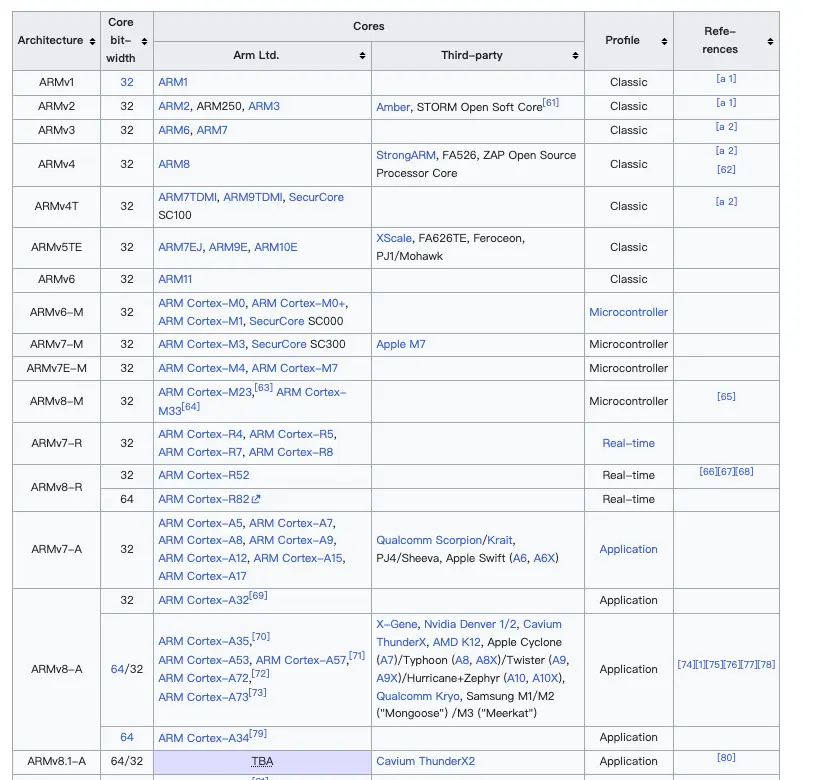 Architecture
Core
bit-
width
Cores
Arm Ltd.
Third-party
Profile
Refe-
rences
ARMv1
32
ARM1
Classic
[a 1]
ARMv2
32
ARM2, ARM250, ARM3
Amber, STORM Open Soft Core[61]
Classic
[a 1]
ARMv3
32
ARM6, ARM7
Classic
[a 2]
ARMv4
32
ARM8
StrongARM, FA526, ZAP Open Source
Processor Core
Classic
[a 2]
[62]
ARMv4T
32
ARM7TDMI, ARM9TDMI, SecurCore
SC100
Classic
[a 2]
ARMv5TE
32
ARM7EJ, ARM9E, ARM10E
XScale, FA626TE, Feroceon,
PJ1/Mohawk
Classic
ARMv6
32
ARM11
Classic
ARMv6-M
32
ARM Cortex-M0, ARM Cortex-M0+,
ARM Cortex-M1, SecurCore SC000
Microcontroller
ARMv7-M
32
ARM Cortex-M3, SecurCore SC300
Apple M7
Microcontroller
ARMv7E-M
32
ARM Cortex-M4, ARM Cortex-M7
Microcontroller
ARMv8-M
32
ARM Cortex-M23,[63] ARM Cortex-
M33[64]
Microcontroller
[65]
ARMv7-R
32
ARM Cortex-R4, ARM Cortex-R5,
ARM Cortex-R7, ARM Cortex-R8
Real-time
ARMv8-R
32
ARM Cortex-R52
Real-time
[66][67][68]
64
ARM Cortex-R82
Real-time
ARMv7-A
32
ARM Cortex-A5, ARM Cortex-A7,
ARM Cortex-A8, ARM Cortex-A9,
ARM Cortex-A12, ARM Cortex-A15,
ARM Cortex-A17
Qualcomm Scorpion/Krait,
PJ4/Sheeva, Apple Swift (A6, A6X)
Application
ARMv8-A
32
ARM Cortex-A32[69]
Application
64/32
ARM Cortex-A35,[70]
ARM Cortex-A53, ARM Cortex-A57,[71]
ARM Cortex-A72,[72]
ARM Cortex-A73[73]
X-Gene, Nvidia Denver 1/2, Cavium
ThunderX, AMD K12, Apple Cyclone
(A7)/Typhoon (A8, A8X)/Twister (A9,
A9X)/Hurricane+Zephyr (A10, A10X),
Qualcomm Kryo, Samsung M1/M2
("Mongoose") /M3 ("Meerkat")
Application
[74][1][75][76][77][78]
64
ARM Cortex-A34[79]
Application
ARMv8.1-A
64/32
TBA
Cavium ThunderX2
Application
[80]